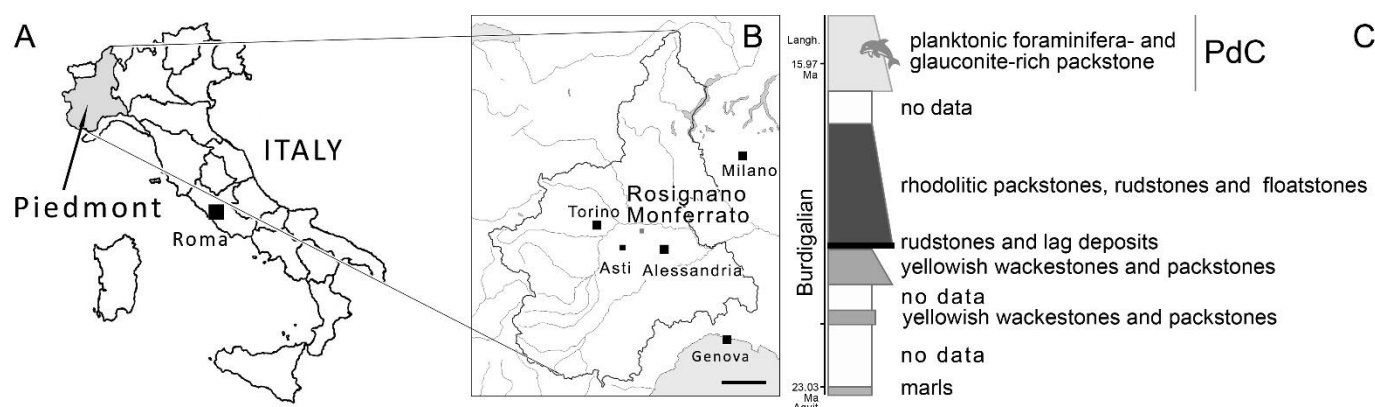 A
ITALY
Piedmont
Roma
B
Milano
Rosignano
Monferrato
Torino
Asti
Alessandria
Genova
C
Langh.
15.97
Ma
Burdigalian
23.03
Ma
Aquit.
planktonic foraminifera- and
glauconite-rich packstone
PdC
no data
rhodolitic packstones, rudstones and floatstones
rudstones and lag deposits
yellowish wackestones and packstones
no data
yellowish wackestones and packstones
no data
marls